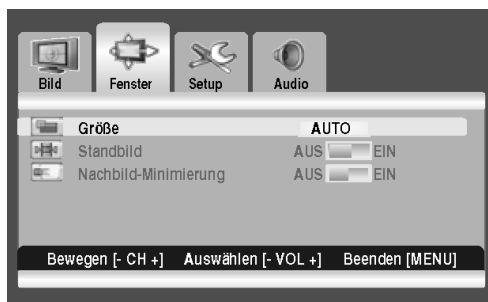 Bild Fenster Setup Audio
Größe AUTO
Standbild AUS EIN
Nachbild-Minimierung AUS EIN
Bewegen [- CH +] Auswählen [- VOL +] Beenden [MENU]